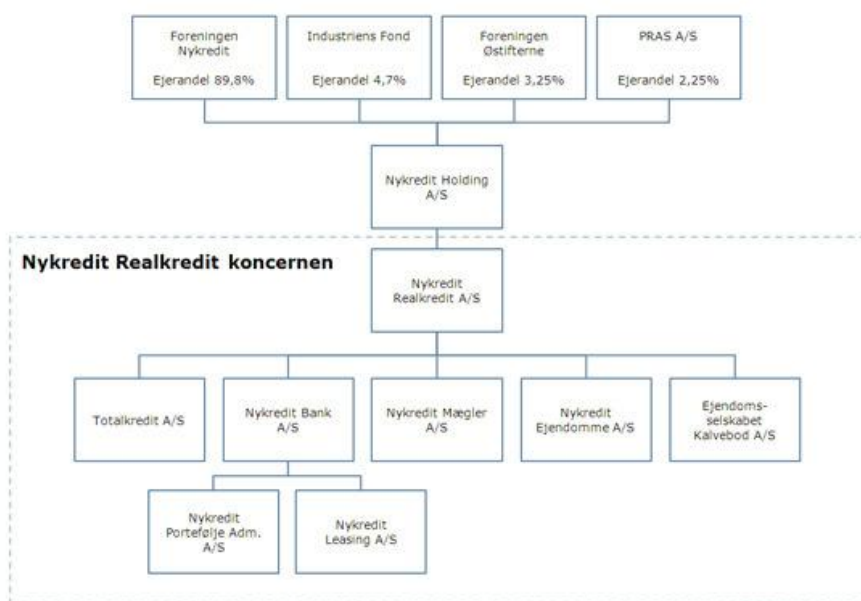 Foreningen
Nykredit
Ejerandel 89,8%
Industriens Fond
Ejerandel 4,7%
Foreningen
Østifterne
Ejerandel 3,25%
PRAS A/S
Ejerandel 2,25%
Nykredit Holding
A/S
Nykredit Realkredit koncernen
Nykredit
Realkredit A/S
Totalkredit A/S
Nykredit Bank
A/S
Nykredit Mægler
A/S
Nykredit
Ejendomme A/S
Ejendoms-
selskabet
Kalvebod A/S
Nykredit
Portefølje Adm.
A/S
Nykredit
Leasing A/S